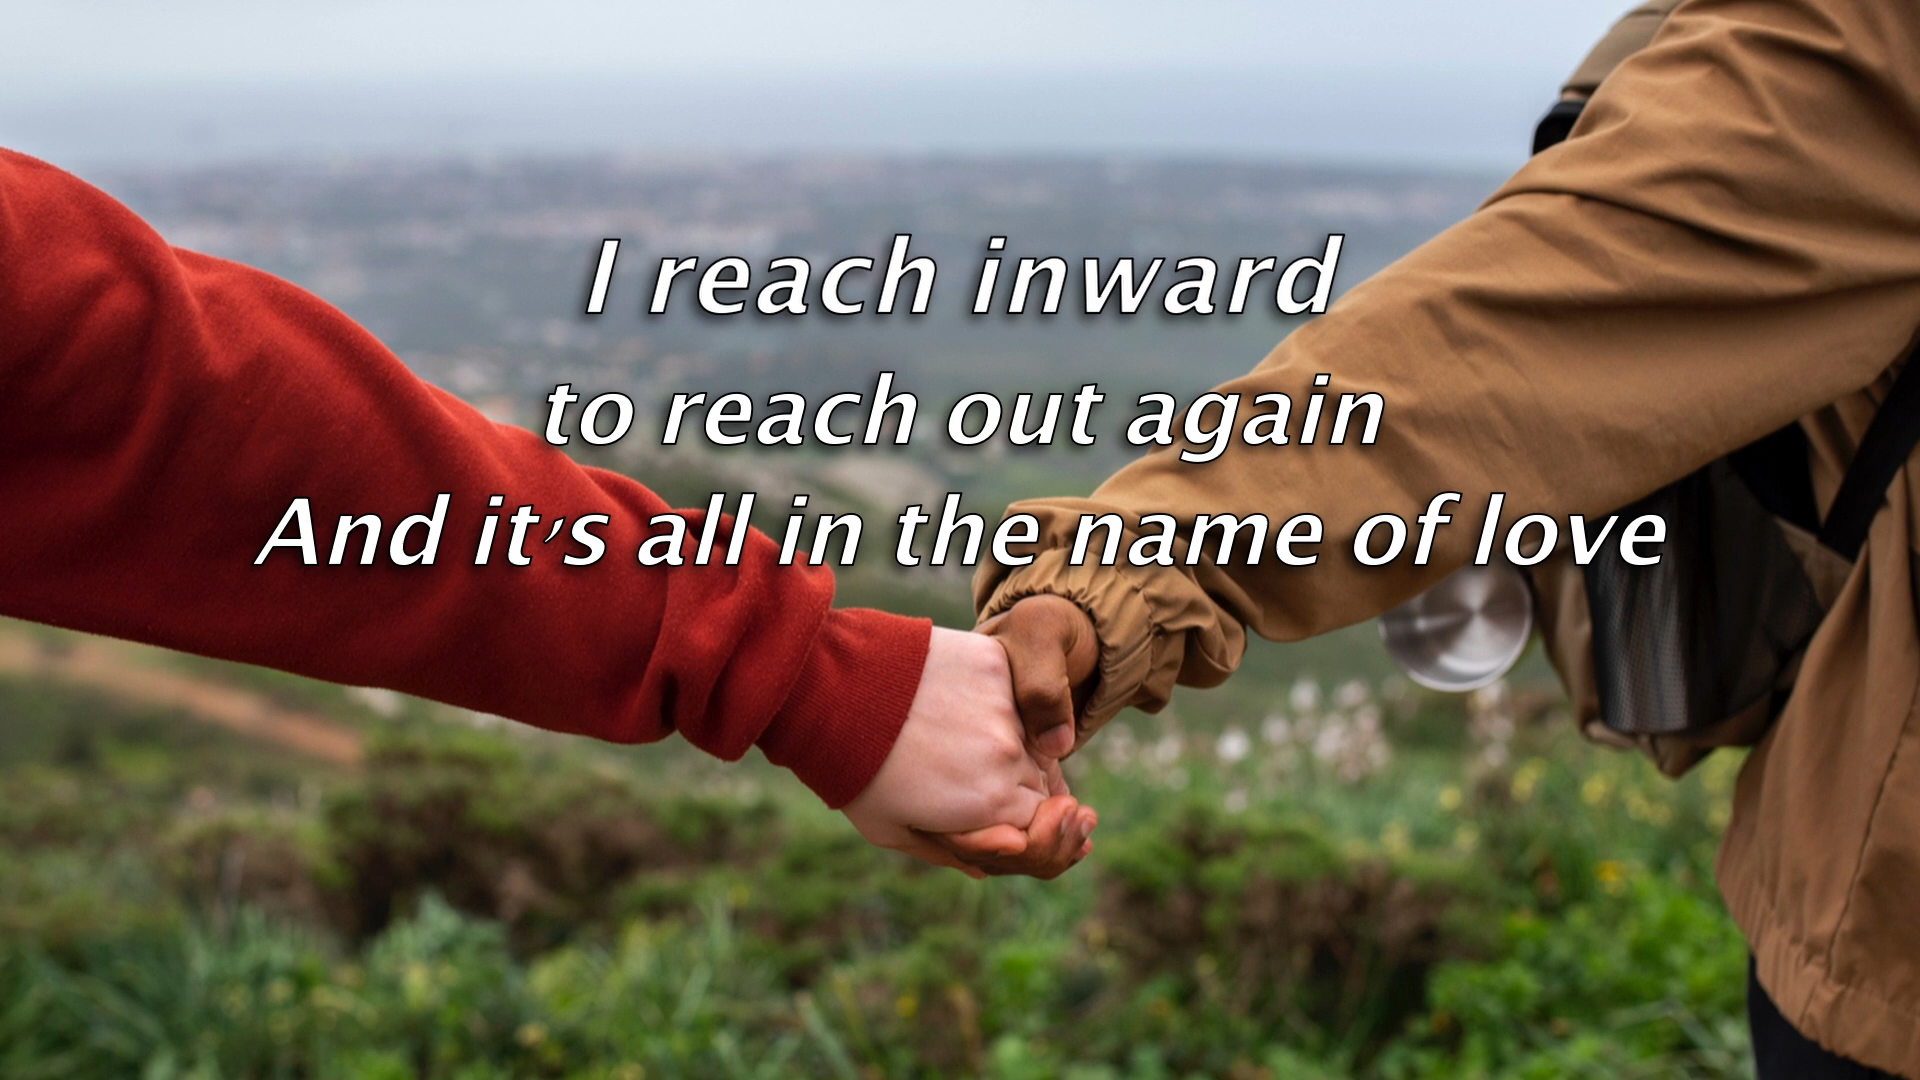 I reach inward
to reach out again
And it's all in the name of love